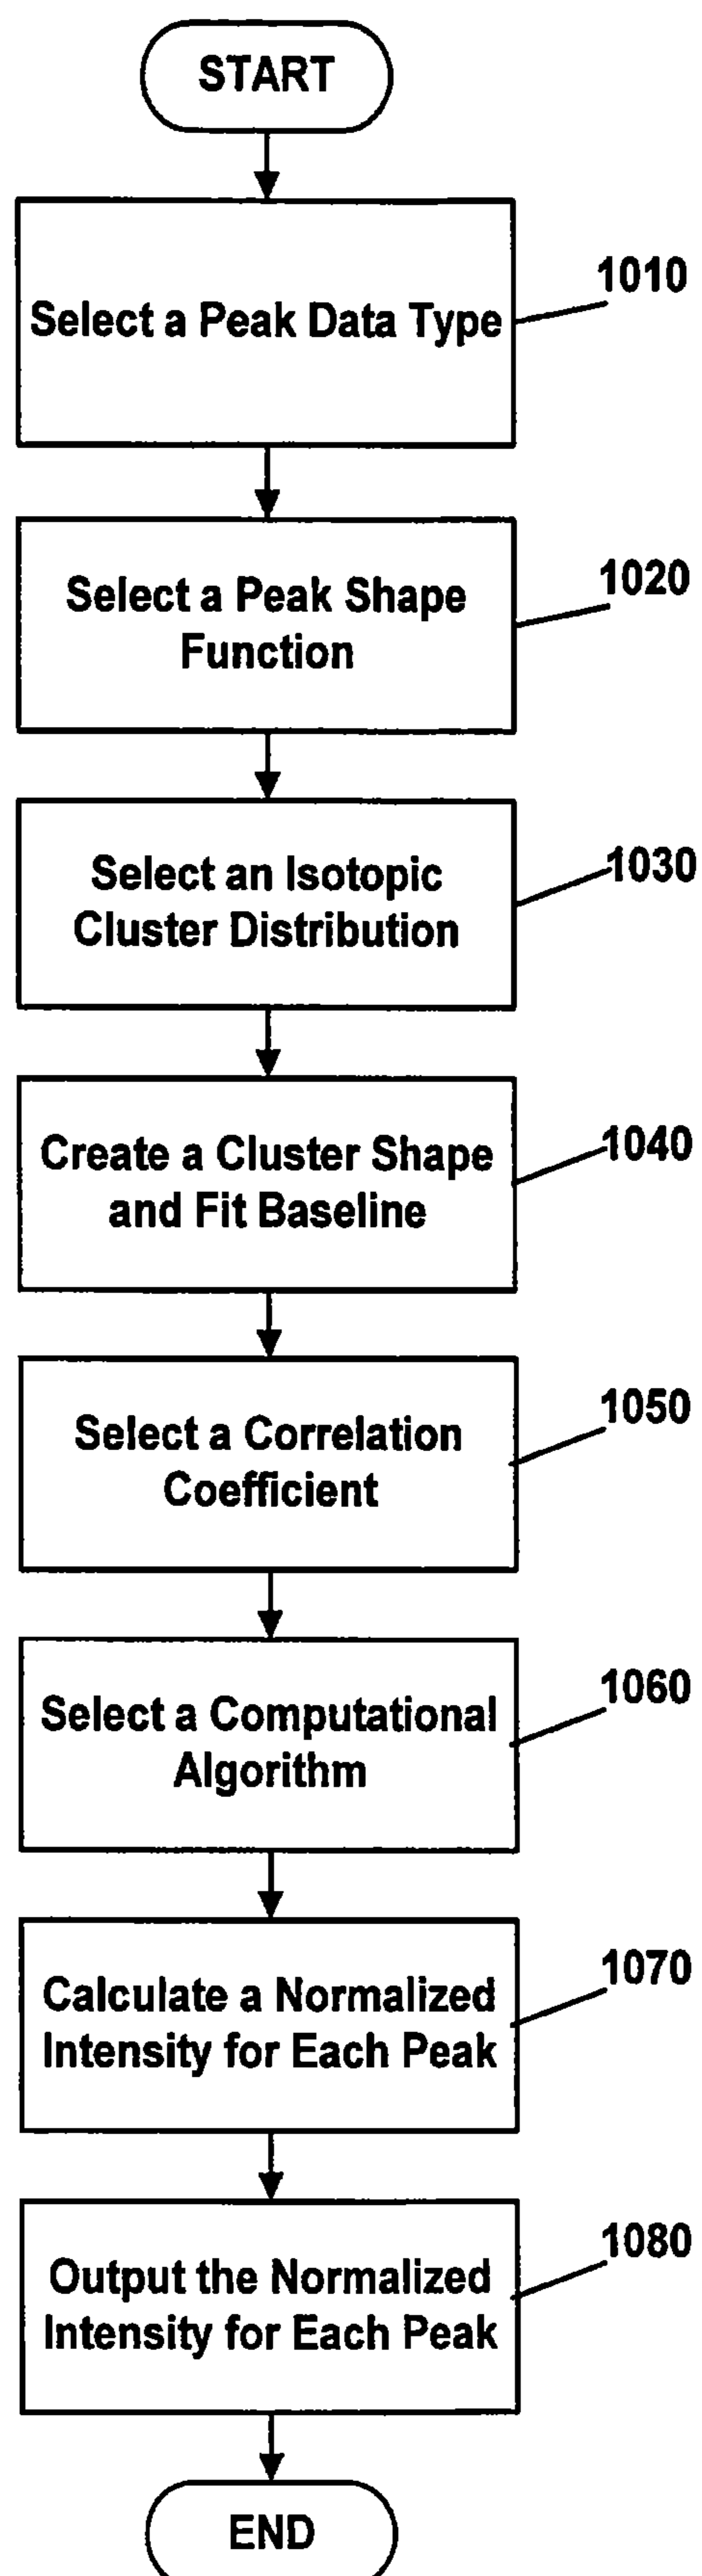 START
Select a Peak Data Type
1010
Select a Peak Shape
Function
1020
Select an Isotopic
Cluster Distribution
1030
Create a Cluster Shape
and Fit Baseline
1040
Select a Correlation
Coefficient
1050
Select a Computational
Algorithm
1060
Calculate a Normalized
Intensity for Each Peak
1070
Output the Normalized
Intensity for Each Peak
1080
END